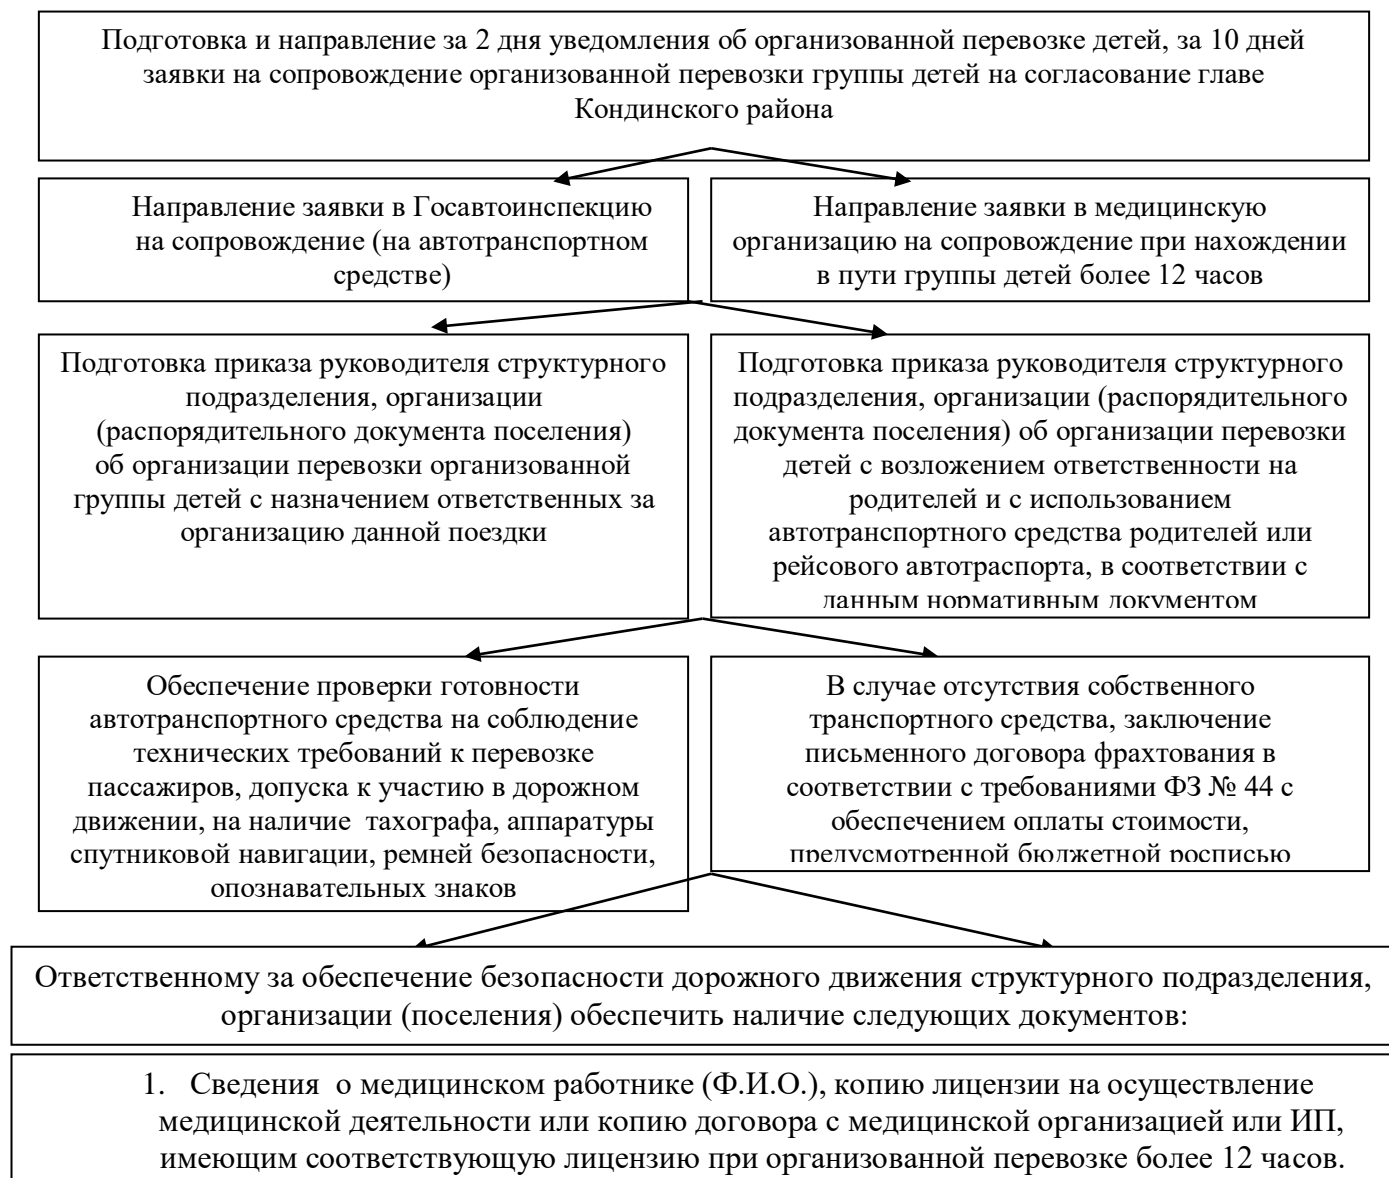 Подготовка и направление за 2 дня уведомления об организованной перевозке детей, за 10 дней
заявки на сопровождение организованной перевозки группы детей на согласование главе
Кондинского района
Направление заявки в Госавтоинспекцию
на сопровождение (на автотранспортном
средстве)
Направление заявки в медицинскую
организацию на сопровождение при нахождении
в пути группы детей более 12 часов
Подготовка приказа руководителя структурного
подразделения, организации
(распорядительного документа поселения)
об организации перевозки организованной
группы детей с назначением ответственных за
организацию данной поездки
Подготовка приказа руководителя структурного
подразделения, организации (распорядительного
документа поселения) об организации перевозки
детей с возложением ответственности на
родителей и с использованием
автотранспортного средства родителей или
рейсового автотраспорта, в соответствии с
данным нормативным документом
Обеспечение проверки готовности
автотранспортного средства на соблюдение
технических требований к перевозке
пассажиров, допуска к участию в дорожном
движении, на наличие  тахографа, аппаратуры
спутниковой навигации, ремней безопасности,
опознавательных знаков
В случае отсутствия собственного
транспортного средства, заключение
письменного договора фрахтования в
соответствии с требованиями ФЗ № 44 с
обеспечением оплаты стоимости,
предусмотренной бюджетной росписью
Ответственному за обеспечение безопасности дорожного движения структурного подразделения,
организации (поселения) обеспечить наличие следующих документов:
1. Сведения  о медицинском работнике (Ф.И.О.), копию лицензии на осуществление
медицинской деятельности или копию договора с медицинской организацией или ИП,
имеющим соответствующую лицензию при организованной перевозке более 12 часов.